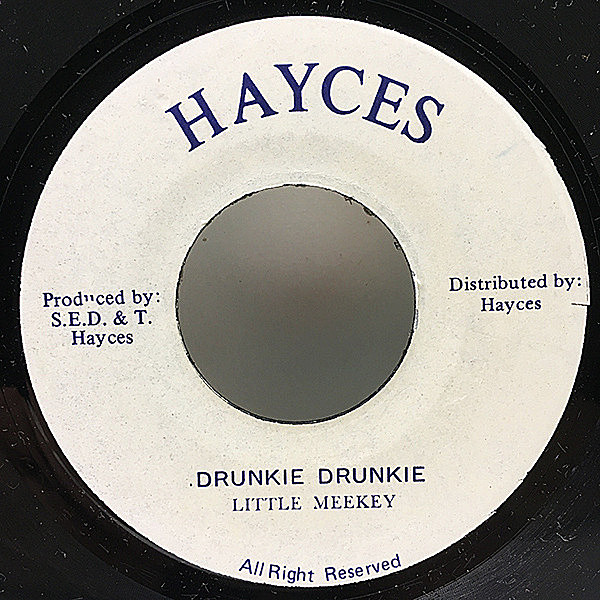 HAYCES
Produced by:
S.E.D. & T.
Hayces
Distributed by:
Hayces
DRUNKIE DRUNKIE
LITTLE MEEKEY
All Right Reserved